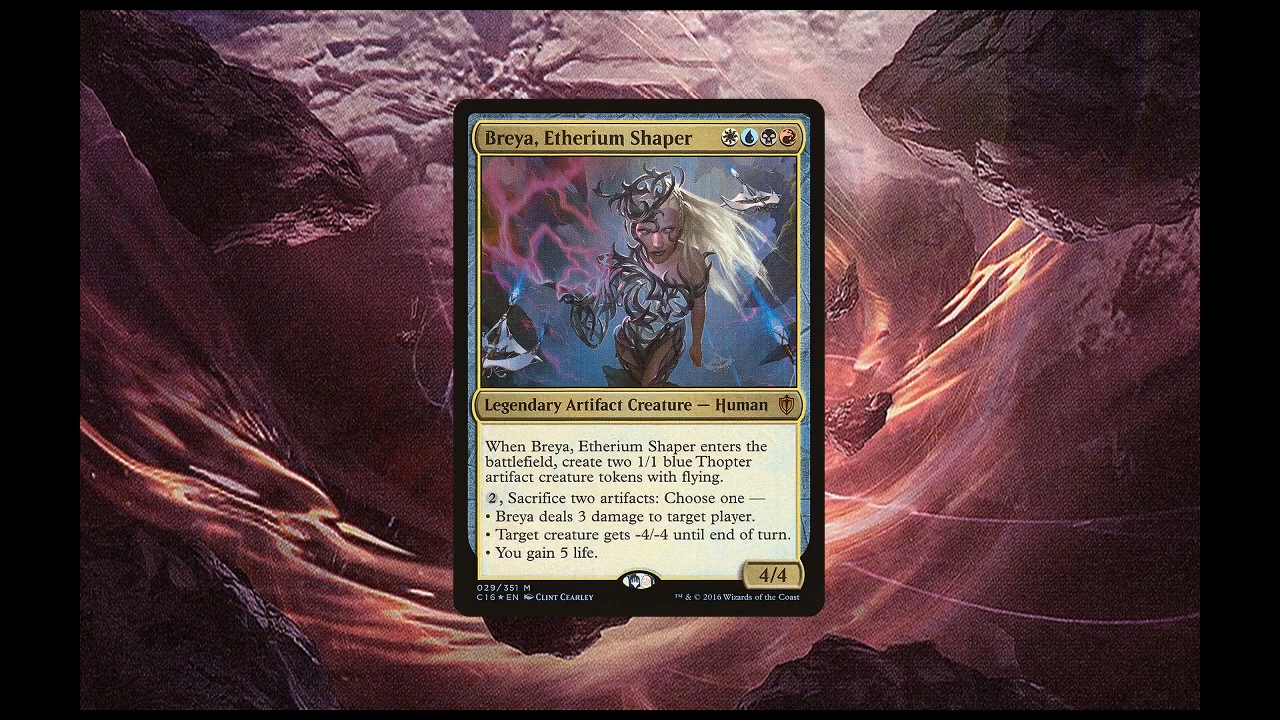 Breya, Etherium Shaper
Legendary Artifact Creature — Human
When Breya, Etherium Shaper enters the
battlefield, create two 1/1 blue Thopter
artifact creature tokens with flying.
2, Sacrifice two artifacts: Choose one —
• Breya deals 3 damage to target player.
• Target creature gets -4/-4 until end of turn.
• You gain 5 life.
4/4
029/351 M
C16★EN Clint Cearley
™ & © 2016 Wizards of the Coast